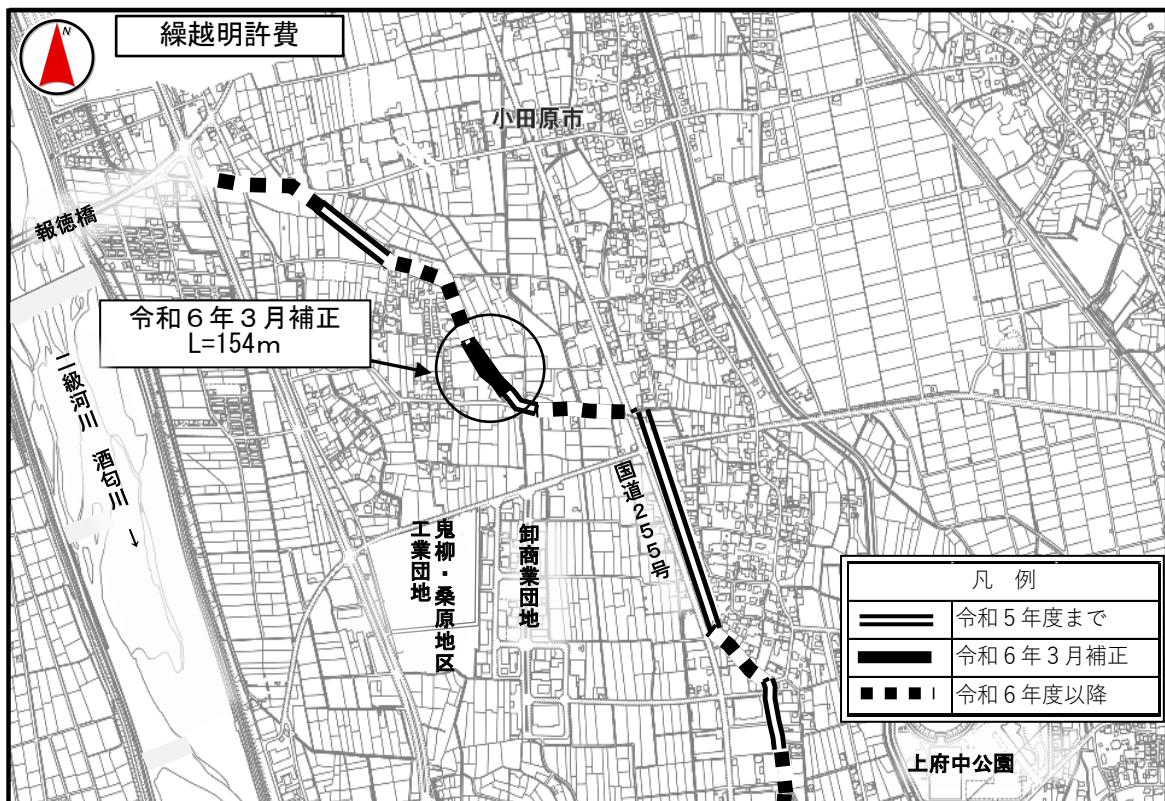 N
繰越明許費
小田原市
報徳橋
令和6年3月補正
L=154m
二級河川 酒匂川 →
国道255号
鬼柳・桑原地区
工業団地
卸商業団地
凡 例
令和5年度まで
令和6年3月補正
令和6年度以降
上府中公園